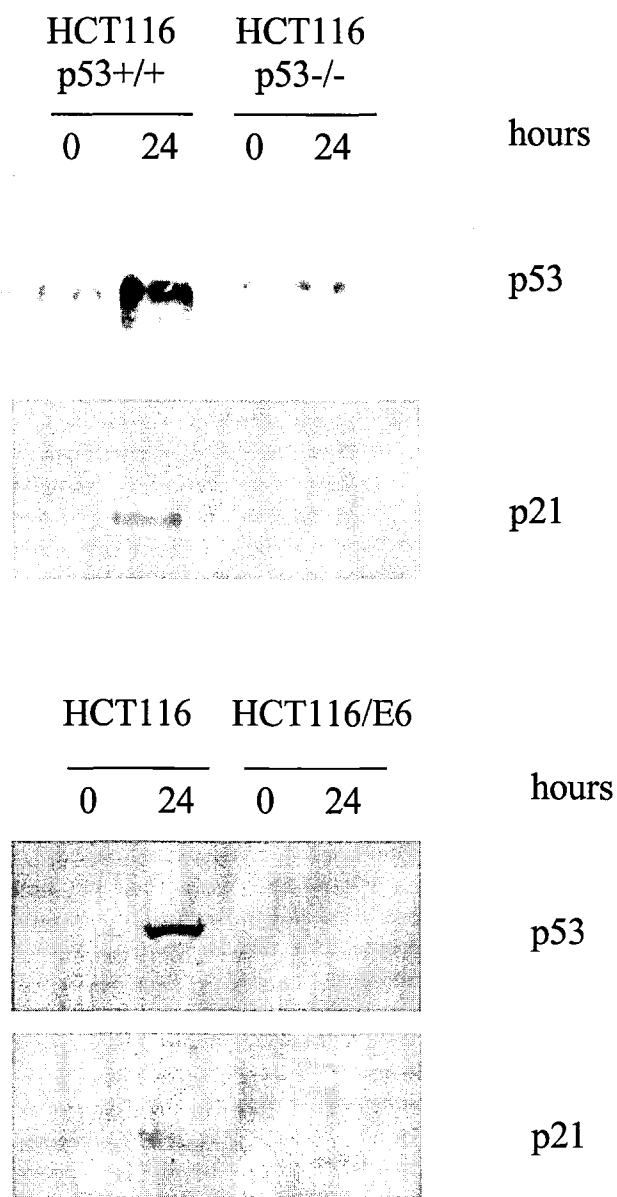 HCT116 HCT116
p53+/+ p53-/-
0 24 0 24 hours
p53
p21
HCT116 HCT116/E6
0 24 0 24 hours
p53
p21